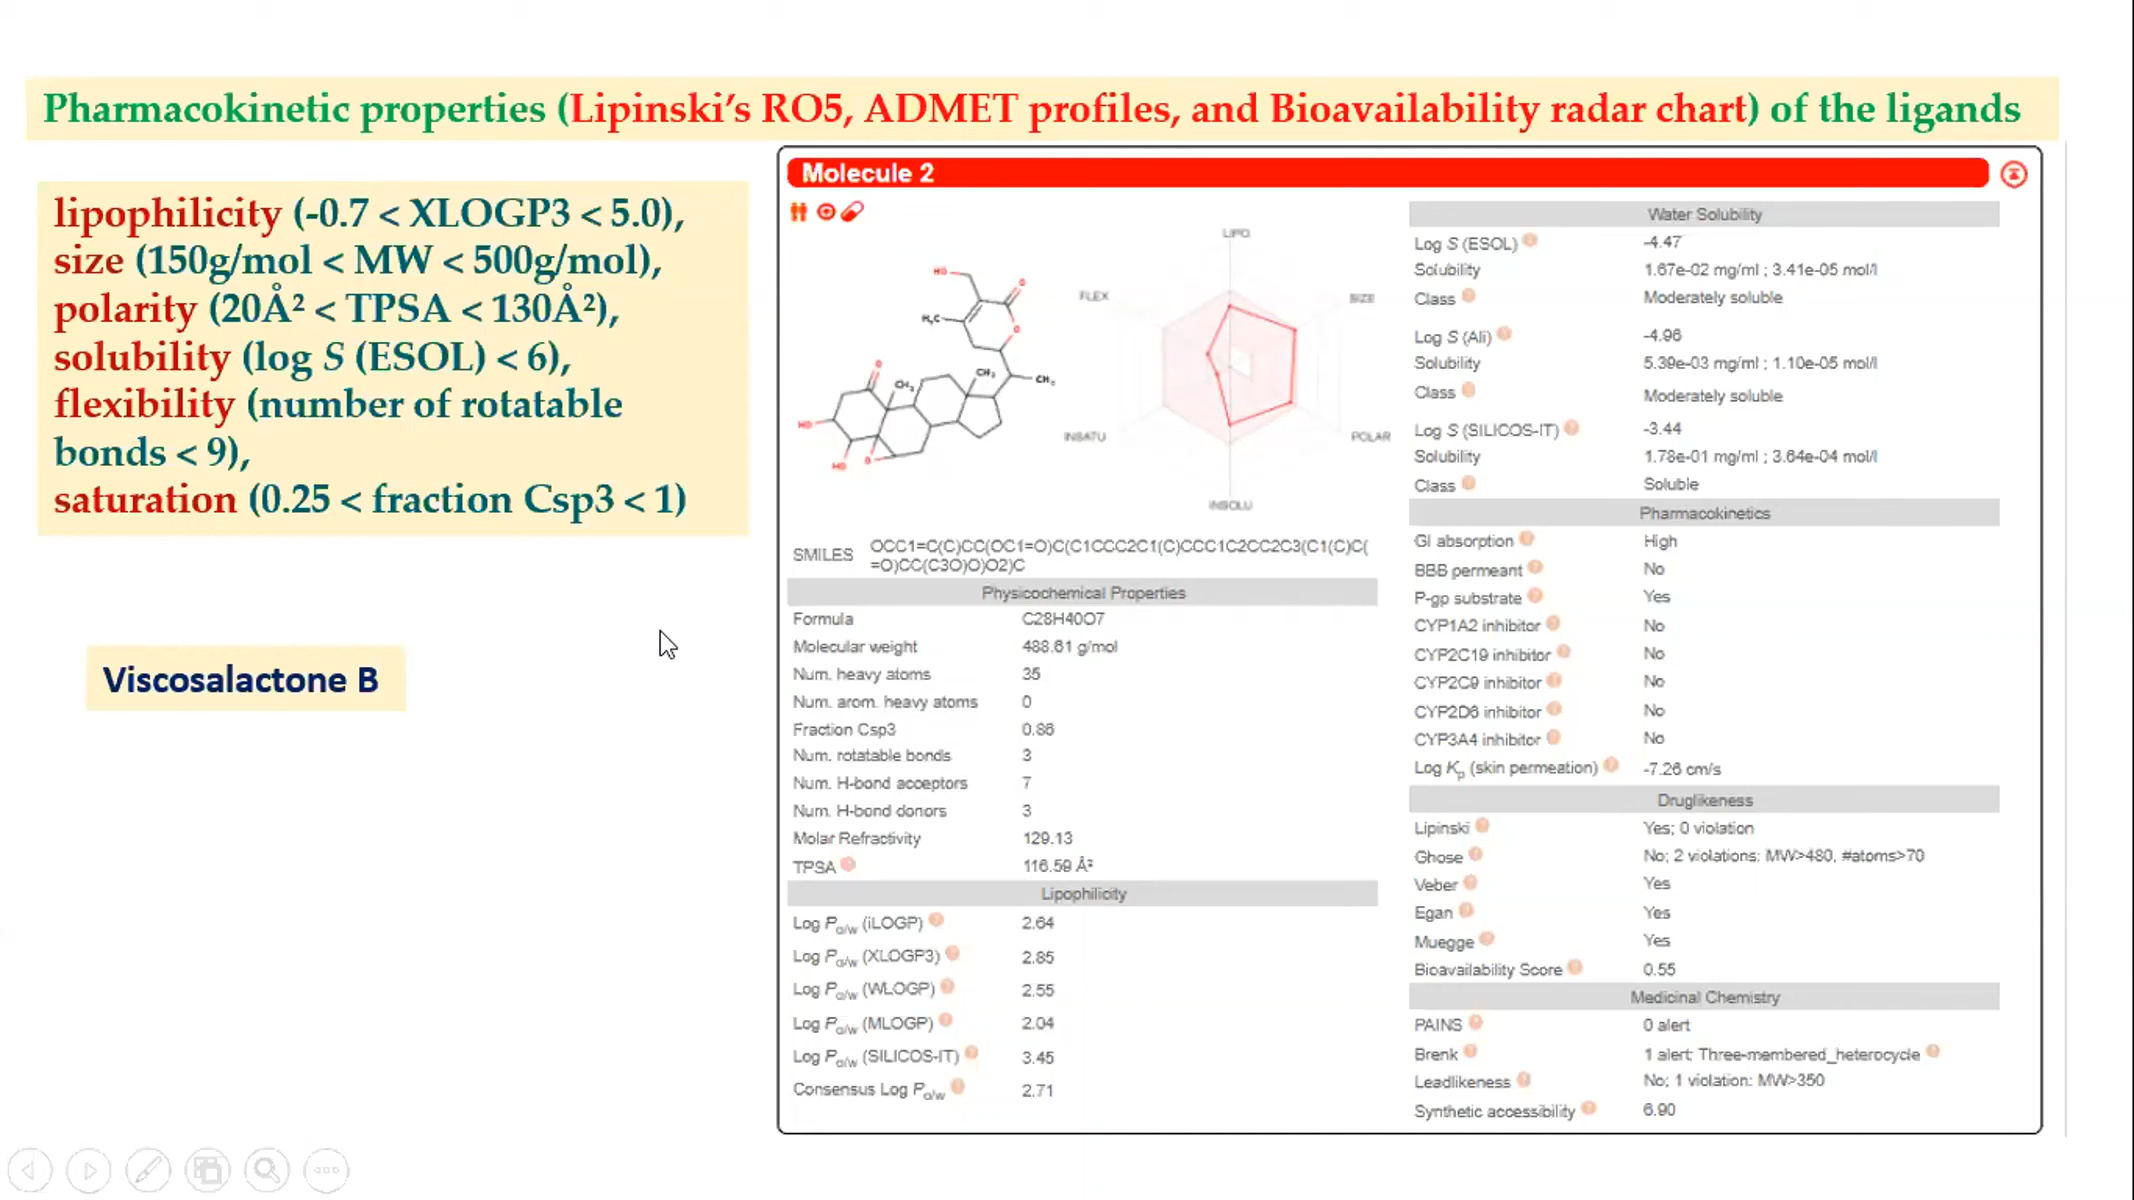 Pharmacokinetic properties (Lipinski's RO5, ADMET profiles, and Bioavailability radar chart) of the ligands
lipophilicity (-0.7 < XLOGP3 < 5.0),
size (150g/mol < MW < 500g/mol),
polarity (20Å² < TPSA < 130Å²),
solubility (log S (ESOL) < 6),
flexibility (number of rotatable
bonds < 9),
saturation (0.25 < fraction Csp3 < 1)
Viscosalactone B
Molecule 2
LIPO
FLEX
SIZE
INSATU
POLAR
INSOLU
HO
O
H₃C
O
CH₃
CH₃
O
CH₃
HO
HO
O
SMILES OCC1=C(C)CC(OC1=O)C(C1CCC2C1(C)CCC1C2CC2C3(C1(C)C(
=O)CC(C3O)O)O2)C
Physicochemical Properties
Formula C28H40O7
Molecular weight 488.61 g/mol
Num. heavy atoms 35
Num. arom. heavy atoms 0
Fraction Csp3 0.86
Num. rotatable bonds 3
Num. H-bond acceptors 7
Num. H-bond donors 3
Molar Refractivity 129.13
TPSA 116.59 Å²
Lipophilicity
Log Po/w (iLOGP) 2.64
Log Po/w (XLOGP3) 2.85
Log Po/w (WLOGP) 2.55
Log Po/w (MLOGP) 2.04
Log Po/w (SILICOS-IT) 3.45
Consensus Log Po/w 2.71
Water Solubility
Log S (ESOL) -4.47
Solubility 1.67e-02 mg/ml ; 3.41e-05 mol/l
Class Moderately soluble
Log S (Ali) -4.96
Solubility 5.39e-03 mg/ml ; 1.10e-05 mol/l
Class Moderately soluble
Log S (SILICOS-IT) -3.44
Solubility 1.78e-01 mg/ml ; 3.64e-04 mol/l
Class Soluble
Pharmacokinetics
GI absorption High
BBB permeant No
P-gp substrate Yes
CYP1A2 inhibitor No
CYP2C19 inhibitor No
CYP2C9 inhibitor No
CYP2D6 inhibitor No
CYP3A4 inhibitor No
Log Kp (skin permeation) -7.26 cm/s
Druglikeness
Lipinski Yes; 0 violation
Ghose No; 2 violations: MW>480, #atoms>70
Veber Yes
Egan Yes
Muegge Yes
Bioavailability Score 0.55
Medicinal Chemistry
PAINS 0 alert
Brenk 1 alert: Three-membered_heterocycle
Leadlikeness No; 1 violation: MW>350
Synthetic accessibility 6.90